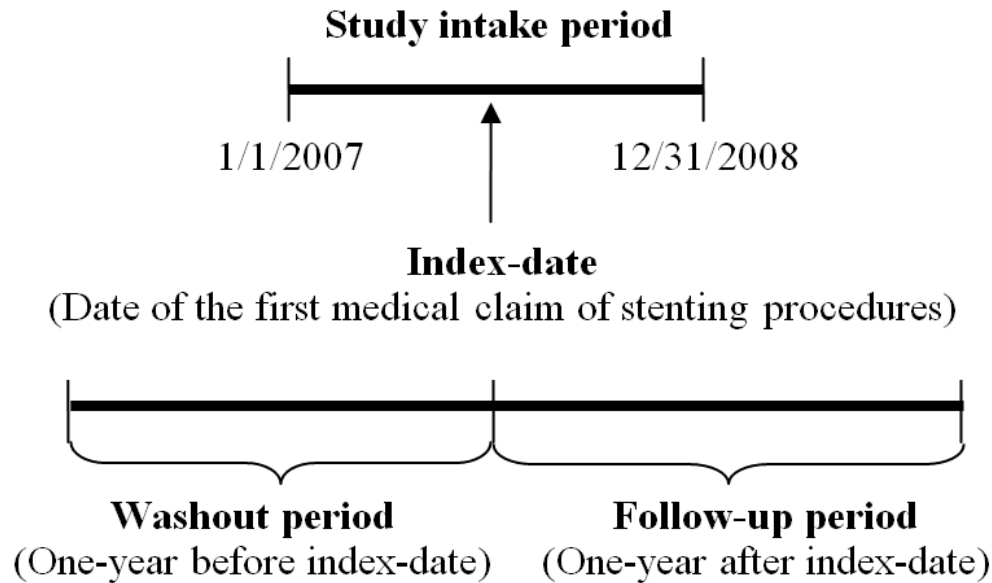 Study intake period
1/1/2007
12/31/2008
Index-date
(Date of the first medical claim of stenting procedures)
Washout period
(One-year before index-date)
Follow-up period
(One-year after index-date)